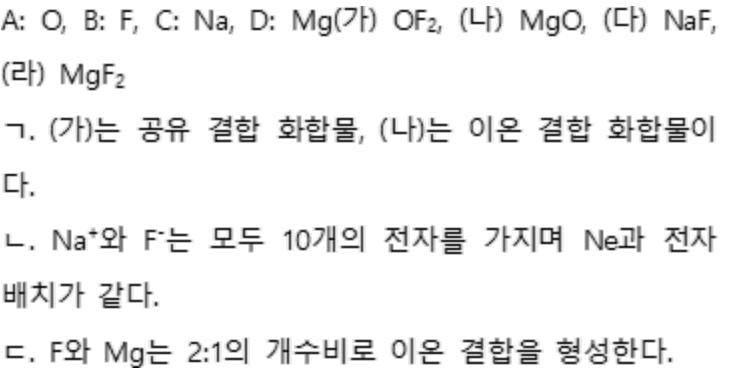 A: O, B: F, C: Na, D: Mg(가) OF₂, (나) MgO, (다) NaF,
(라) MgF₂
ㄱ. (가)는 공유 결합 화합물, (나)는 이온 결합 화합물이
다.
ㄴ. Na⁺와 F⁻는 모두 10개의 전자를 가지며 Ne과 전자
배치가 같다.
ㄷ. F와 Mg는 2:1의 개수비로 이온 결합을 형성한다.